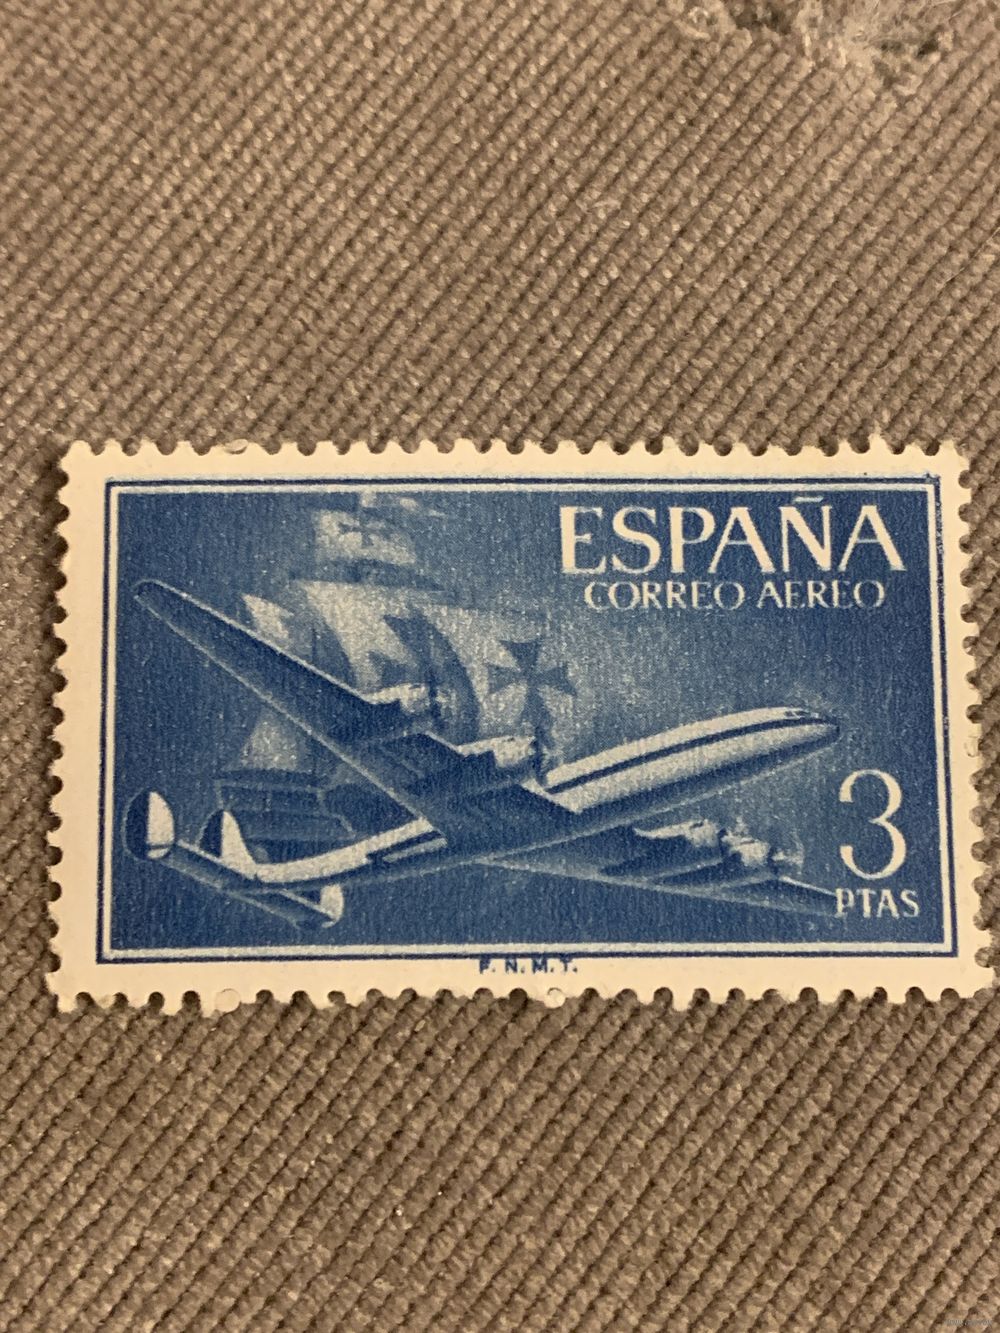 ESPAÑA
CORREO AEREO
3
PTAS
F. N. M. T.